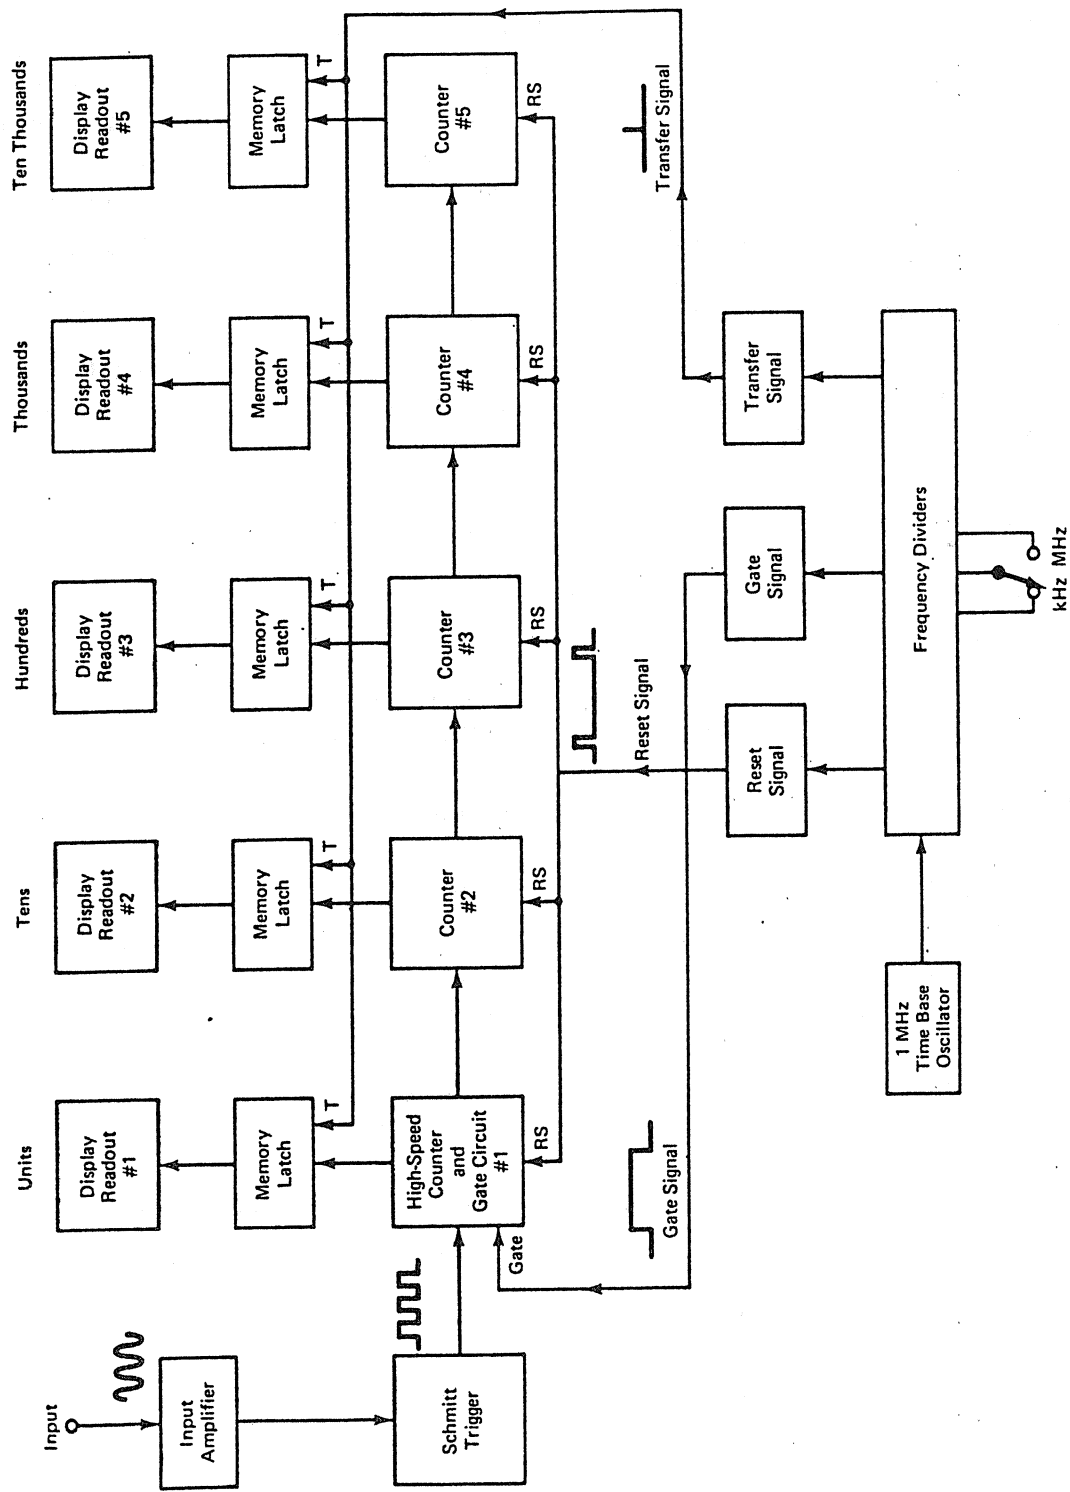 Units
Tens
Hundreds
Thousands
Ten Thousands
Input
Display
Readout
#1
Display
Readout
#2
Display
Readout
#3
Display
Readout
#4
Display
Readout
#5
Input
Amplifier
Memory
Latch
Memory
Latch
Memory
Latch
Memory
Latch
Memory
Latch
T
T
T
T
T
Schmitt
Trigger
High-Speed
Counter
and
Gate Circuit
#1
Counter
#2
Counter
#3
Counter
#4
Counter
#5
Gate
RS
RS
RS
RS
RS
Gate Signal
Reset Signal
Transfer Signal
Reset
Signal
Gate
Signal
Transfer
Signal
1 MHz
Time Base
Oscillator
Frequency Dividers
kHz MHz